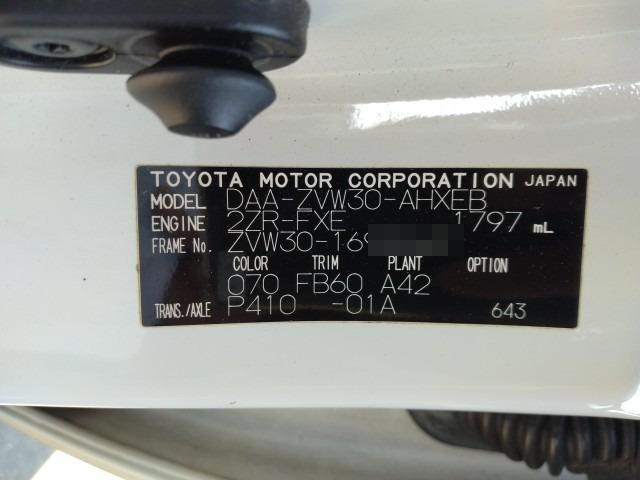 TOYOTA MOTOR CORPORATION JAPAN
MODEL DAA-ZVW30-AHXEB
ENGINE 2ZR-FXE 1797 mL
FRAME No. ZVW30-169
COLOR TRIM PLANT OPTION
070 FB60 A42
TRANS./AXLE P410 -01A 643